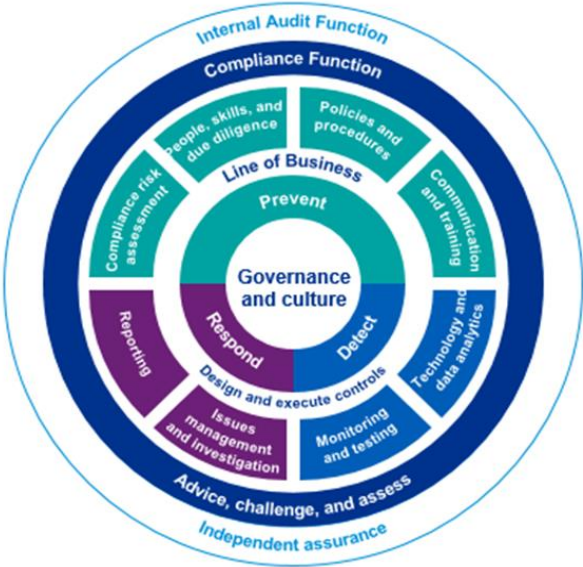 Internal Audit Function
Compliance Function
People, skills, and
due diligence
Policies and
procedures
Line of Business
Compliance risk
assessment
Communication
and training
Prevent
Governance
and culture
Respond
Detect
Reporting
Technology and
data analytics
Design and execute controls
Issues
management
and investigation
Monitoring
and testing
Advice, challenge, and assess
Independent assurance